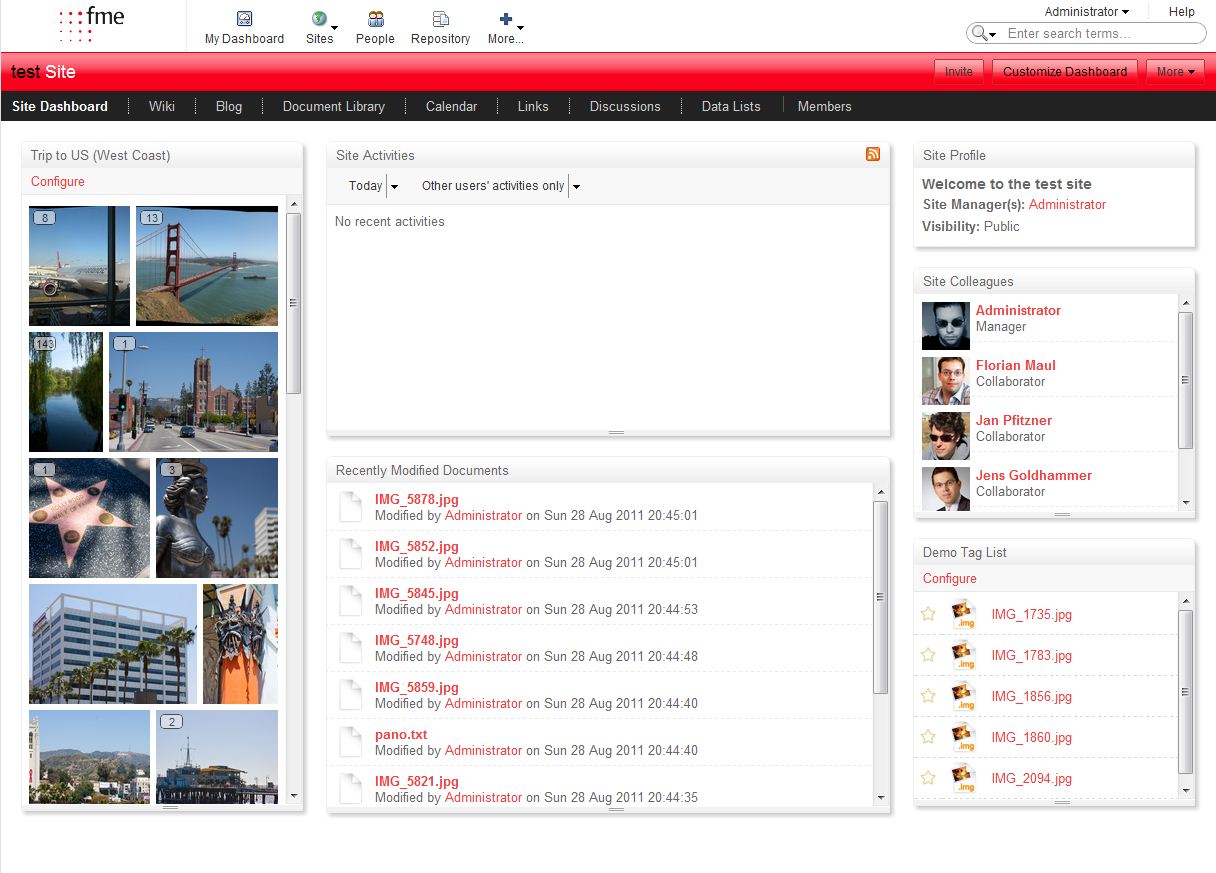 fme
My Dashboard
Sites
People
Repository
More...
Administrator
Help
Enter search terms...
test Site
Invite
Customize Dashboard
More
Site Dashboard
Wiki
Blog
Document Library
Calendar
Links
Discussions
Data Lists
Members
Trip to US (West Coast)
Configure
8
13
143
1
1
3
2
Site Activities
Today
Other users' activities only
No recent activities
Recently Modified Documents
IMG_5878.jpg
Modified by Administrator on Sun 28 Aug 2011 20:45:01
IMG_5852.jpg
Modified by Administrator on Sun 28 Aug 2011 20:45:01
IMG_5845.jpg
Modified by Administrator on Sun 28 Aug 2011 20:44:53
IMG_5748.jpg
Modified by Administrator on Sun 28 Aug 2011 20:44:48
IMG_5859.jpg
Modified by Administrator on Sun 28 Aug 2011 20:44:40
pano.txt
Modified by Administrator on Sun 28 Aug 2011 20:44:40
IMG_5821.jpg
Modified by Administrator on Sun 28 Aug 2011 20:44:35
Site Profile
Welcome to the test site
Site Manager(s): Administrator
Visibility: Public
Site Colleagues
Administrator
Manager
Florian Maul
Collaborator
Jan Pfitzner
Collaborator
Jens Goldhammer
Collaborator
Demo Tag List
Configure
.img
IMG_1735.jpg
.img
IMG_1783.jpg
.img
IMG_1856.jpg
.img
IMG_1860.jpg
.img
IMG_2094.jpg